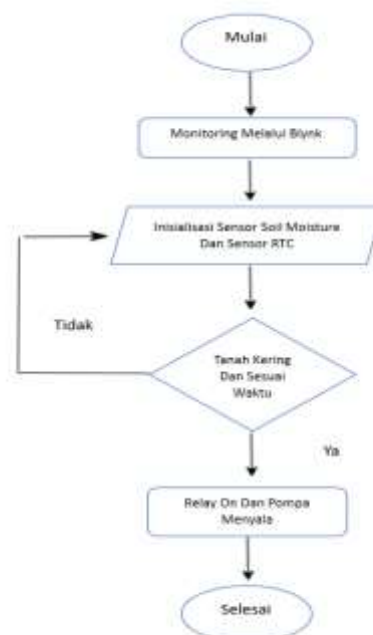 Mulai
Monitoring Melalui Blynk
Inisialisasi Sensor Soil Moisture
Dan Sensor RTC
Tidak
Tanah Kering
Dan Sesuai
Waktu
Ya
Relay On Dan Pompa
Menyala
Selesai